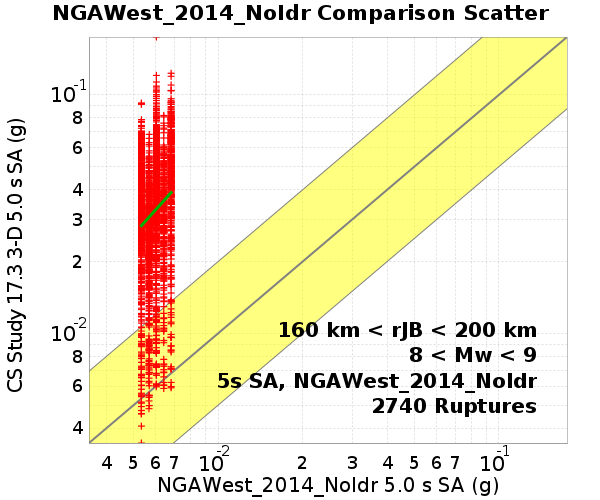 NGAWest_2014_NoIdr Comparison Scatter
CS Study 17.3 3-D 5.0 s SA (g)
10-1
8
6
4
3
2
10-2
8
6
4
160 km < rJB < 200 km
8 < Mw < 9
5s SA, NGAWest_2014_NoIdr
2740 Ruptures
4 5 6 7 10-2 2 3 4 5 6 7 10-1
NGAWest_2014_NoIdr 5.0 s SA (g)